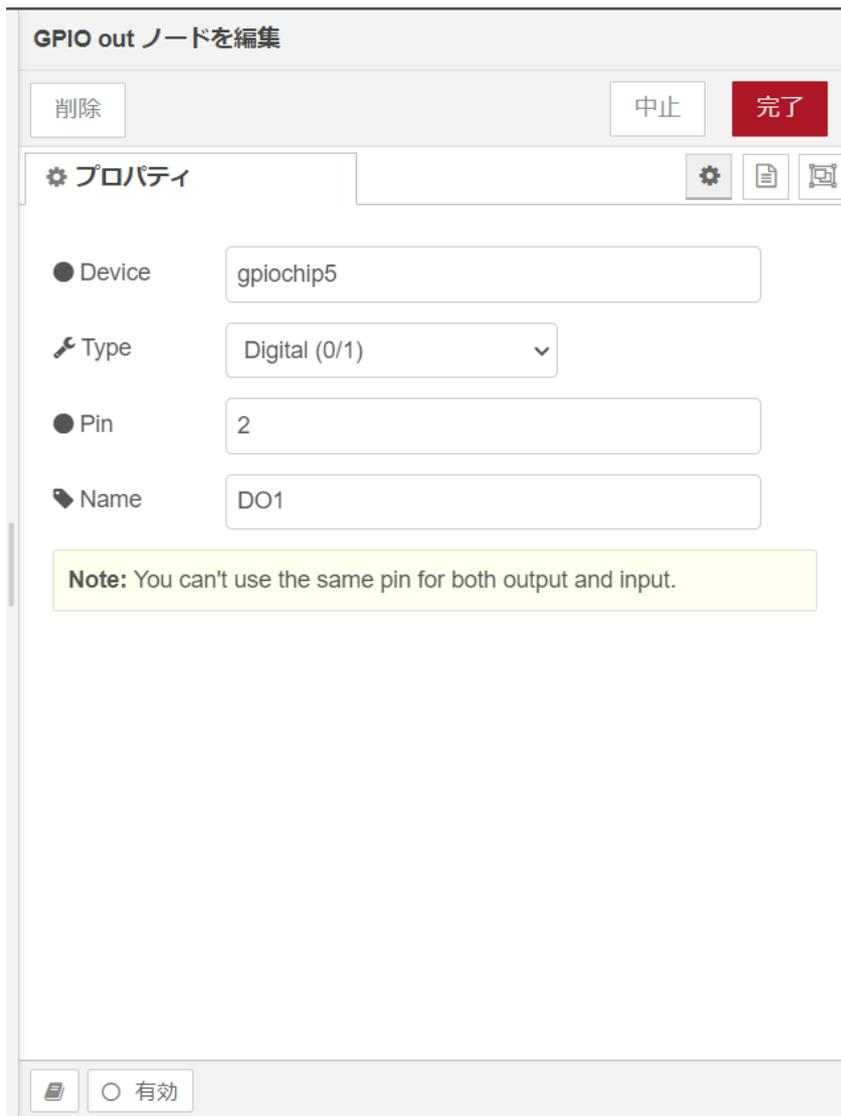 GPIO out ノードを編集
削除
中止
完了
プロパティ
Device
gpiochip5
Type
Digital (0/1)
Pin
2
Name
DO1
Note: You can't use the same pin for both output and input.
有効